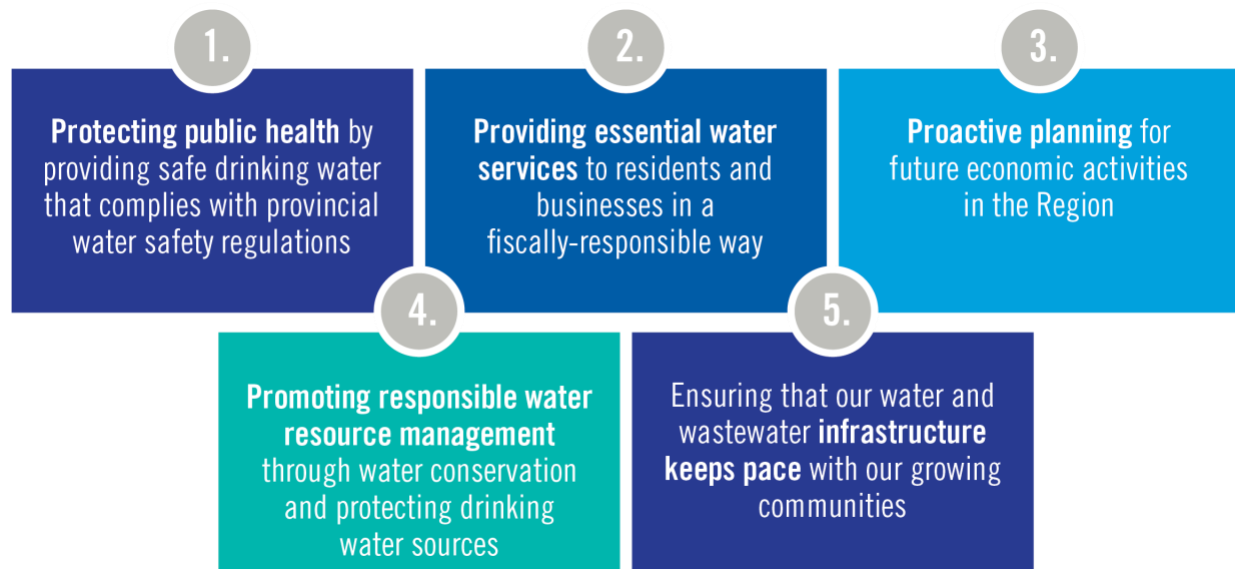 1.
Protecting public health by
providing safe drinking water
that complies with provincial
water safety regulations
2.
Providing essential water
services to residents and
businesses in a
fiscally-responsible way
3.
Proactive planning for
future economic activities
in the Region
4.
Promoting responsible water
resource management
through water conservation
and protecting drinking
water sources
5.
Ensuring that our water and
wastewater infrastructure
keeps pace with our growing
communities